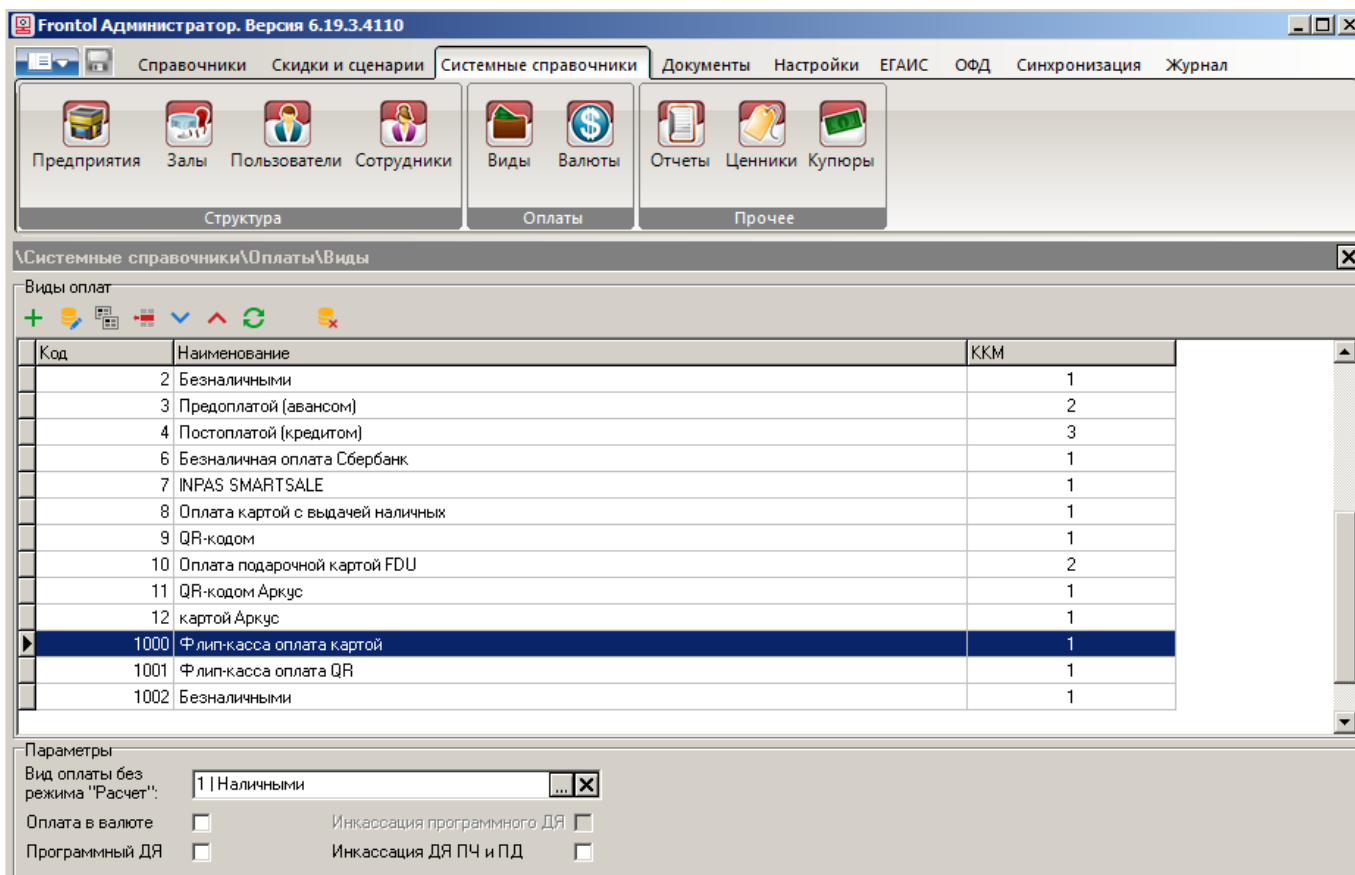 Frontol Администратор. Версия 6.19.3.4110
Справочники Скидки и сценарии Системные справочники Документы Настройки ЕГАИС ОФД Синхронизация Журнал
Предприятия Залы Пользователи Сотрудники Виды Валюты Отчеты Ценники Купюры
Структура Оплаты Прочее
\Системные справочники\Оплаты\Виды
Виды оплат
Код Наименование ККМ
2 Безналичными 1
3 Предоплатой (авансом) 2
4 Постоплатой (кредитом) 3
6 Безналичная оплата Сбербанк 1
7 INPAS SMARTSALE 1
8 Оплата картой с выдачей наличных 1
9 QR-кодом 1
10 Оплата подарочной картой FDU 2
11 QR-кодом Аркус 1
12 картой Аркус 1
1000 Флип-касса оплата картой 1
1001 Флип-касса оплата QR 1
1002 Безналичными 1
Параметры
Вид оплаты без
режима "Расчет": 1 | Наличными ...
Оплата в валюте Инкассация программного ДЯ
Программный ДЯ Инкассация ДЯ ПЧ и ПД